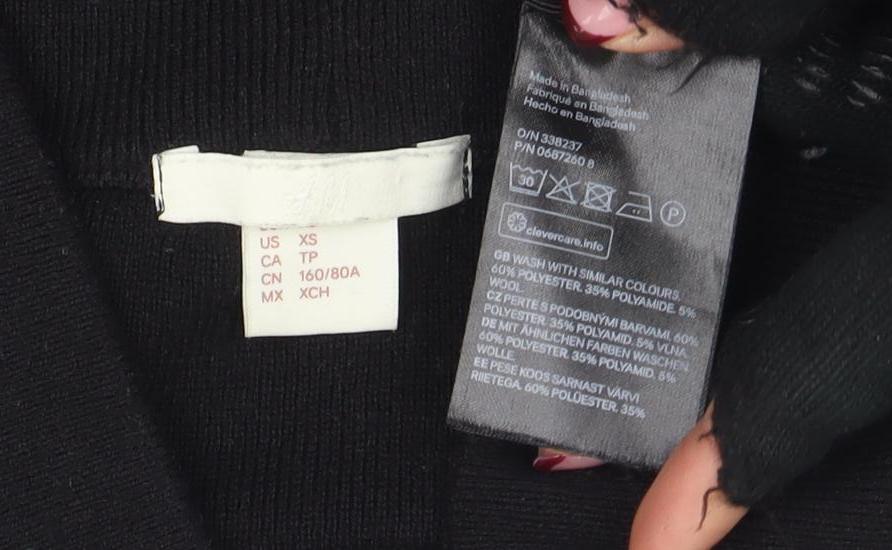 US XS
CA TP
CN 160/80A
MX XCH
Made in Bangladesh
Fabriqué en Bangladesh
Hecho en Bangladesh
O/N 338237
P/N 0687260 8
30
P
clevercare.info
GB WASH WITH SIMILAR COLOURS.
60% POLYESTER. 35% POLYAMIDE. 5%
WOOL.
CZ PERTE S PODOBNÝMI BARVAMI. 60%
POLYESTER. 35% POLYAMID. 5% VLNA.
DE MIT ÄHNLICHEN FARBEN WASCHEN.
60% POLYESTER. 35% POLYAMID. 5%
WOLLE.
EE PESE KOOS SARNAST VÄRVI
RIIETEGA. 60% POLÜESTER. 35%